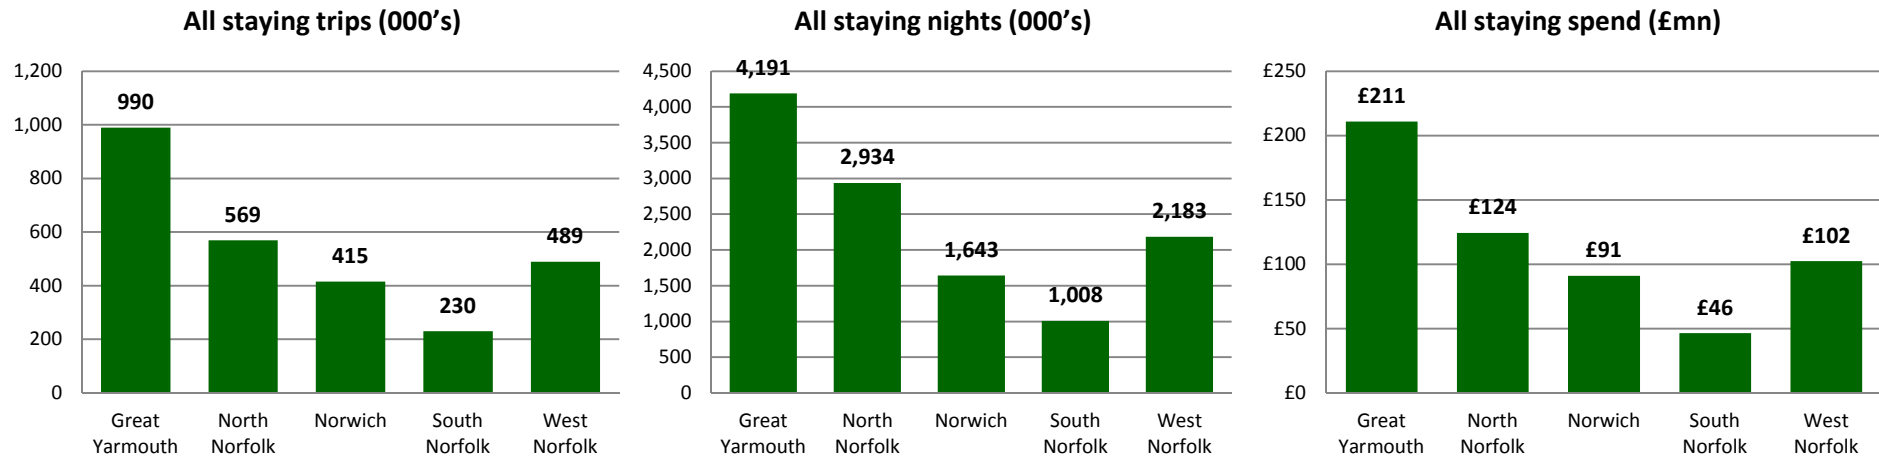 All staying trips (000’s)
1,200
1,000
800
600
400
200
0
990
569
415
230
489
Great
Yarmouth
North
Norfolk
Norwich
South
Norfolk
West
Norfolk
All staying nights (000’s)
4,500
4,000
3,500
3,000
2,500
2,000
1,500
1,000
500
0
4,191
2,934
1,643
1,008
2,183
Great
Yarmouth
North
Norfolk
Norwich
South
Norfolk
West
Norfolk
All staying spend (£mn)
£250
£200
£150
£100
£50
£0
£211
£124
£91
£46
£102
Great
Yarmouth
North
Norfolk
Norwich
South
Norfolk
West
Norfolk